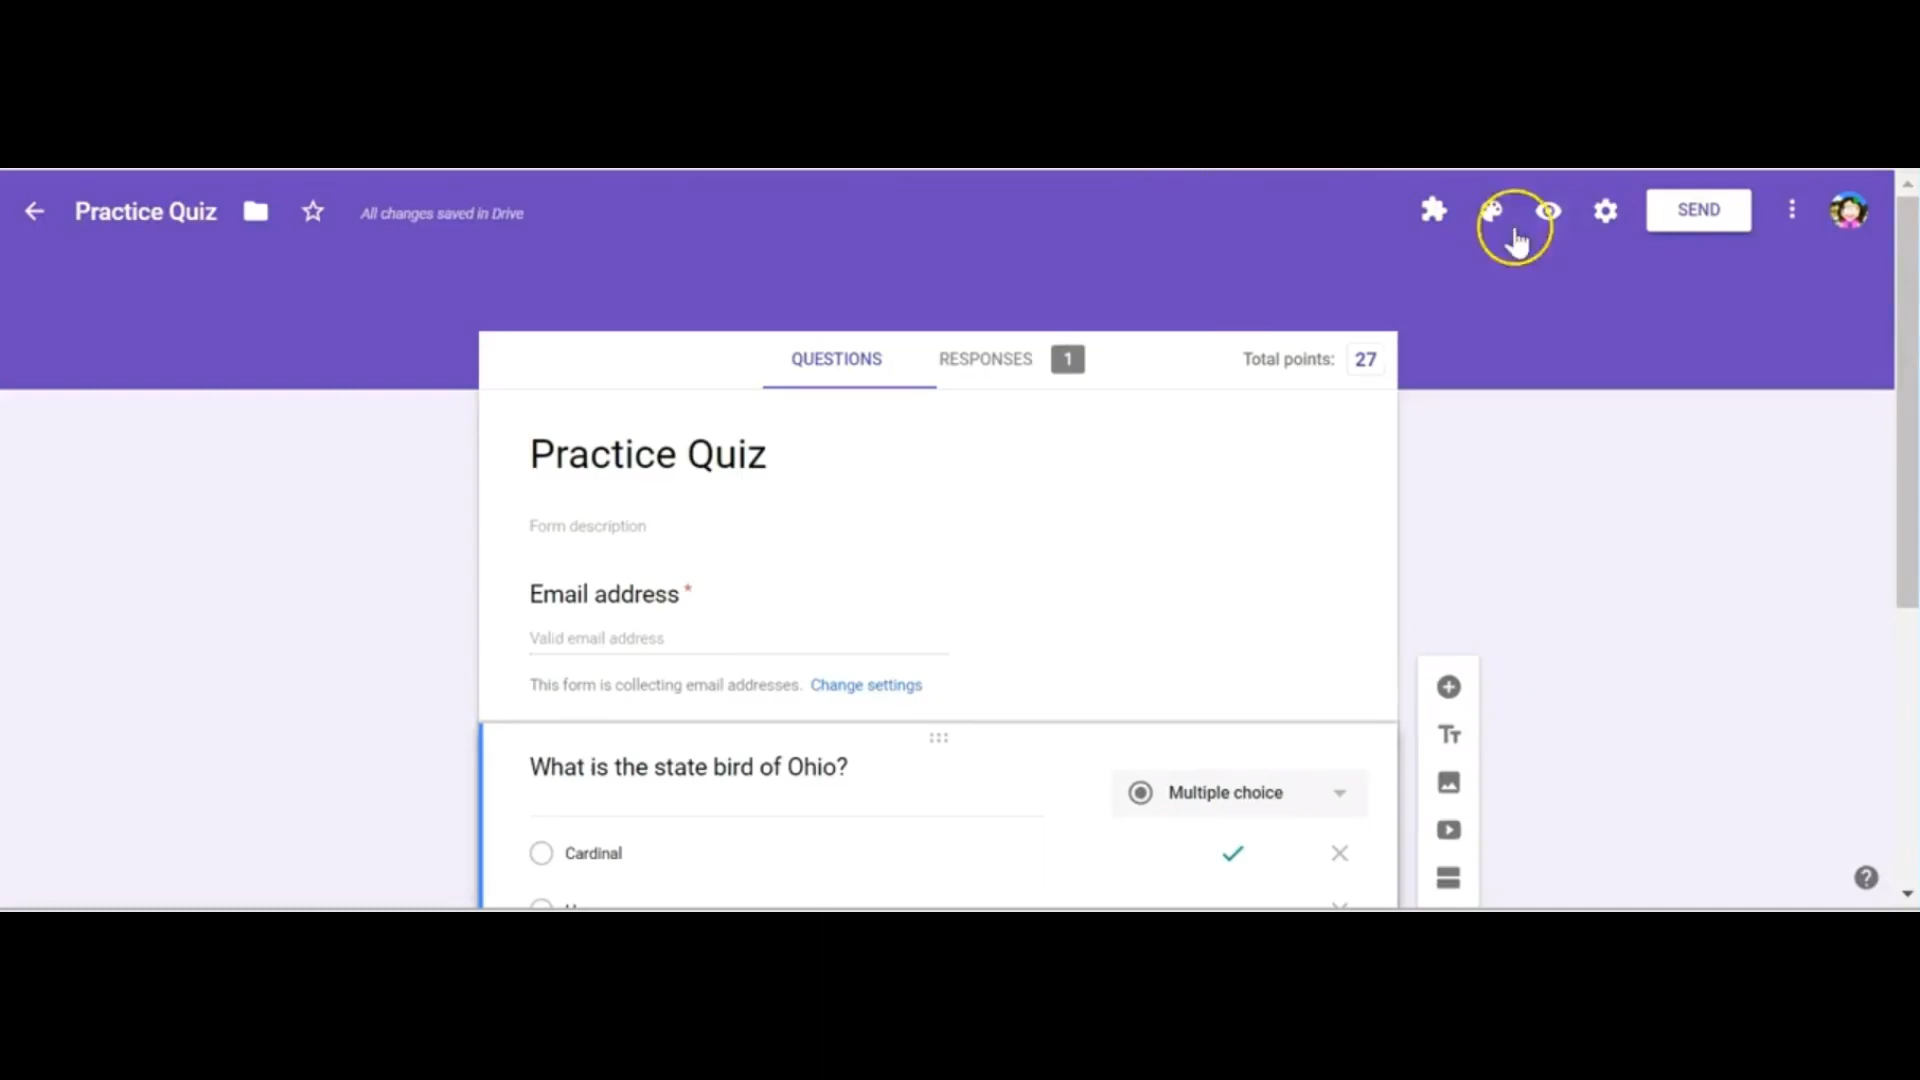 Practice Quiz
All changes saved in Drive
SEND
QUESTIONS
RESPONSES
1
Total points: 27
Practice Quiz
Form description
Email address *
Valid email address
This form is collecting email addresses. Change settings
What is the state bird of Ohio?
Multiple choice
Cardinal